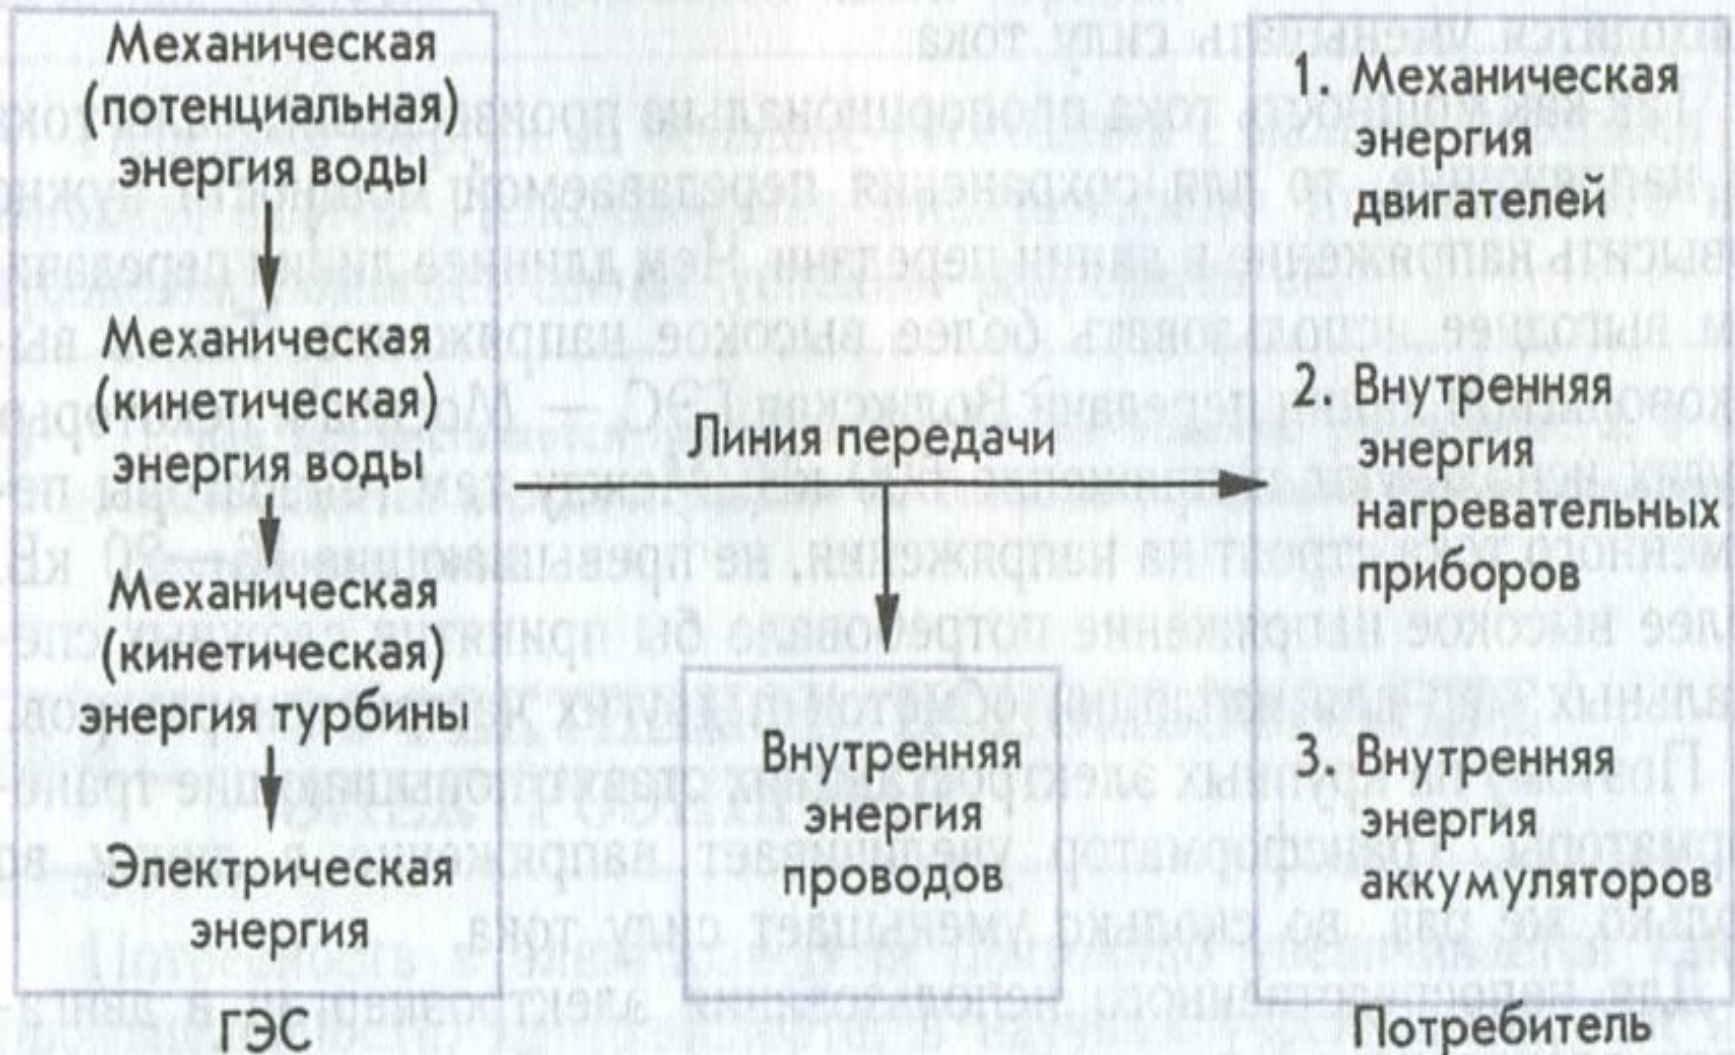 Механическая
(потенциальная)
энергия воды
Механическая
(кинетическая)
энергия воды
Механическая
(кинетическая)
энергия турбины
Электрическая
энергия
ГЭС
Линия передачи
Внутренняя
энергия
проводов
1. Механическая
энергия
двигателей
2. Внутренняя
энергия
нагревательных
приборов
3. Внутренняя
энергия
аккумуляторов
Потребитель